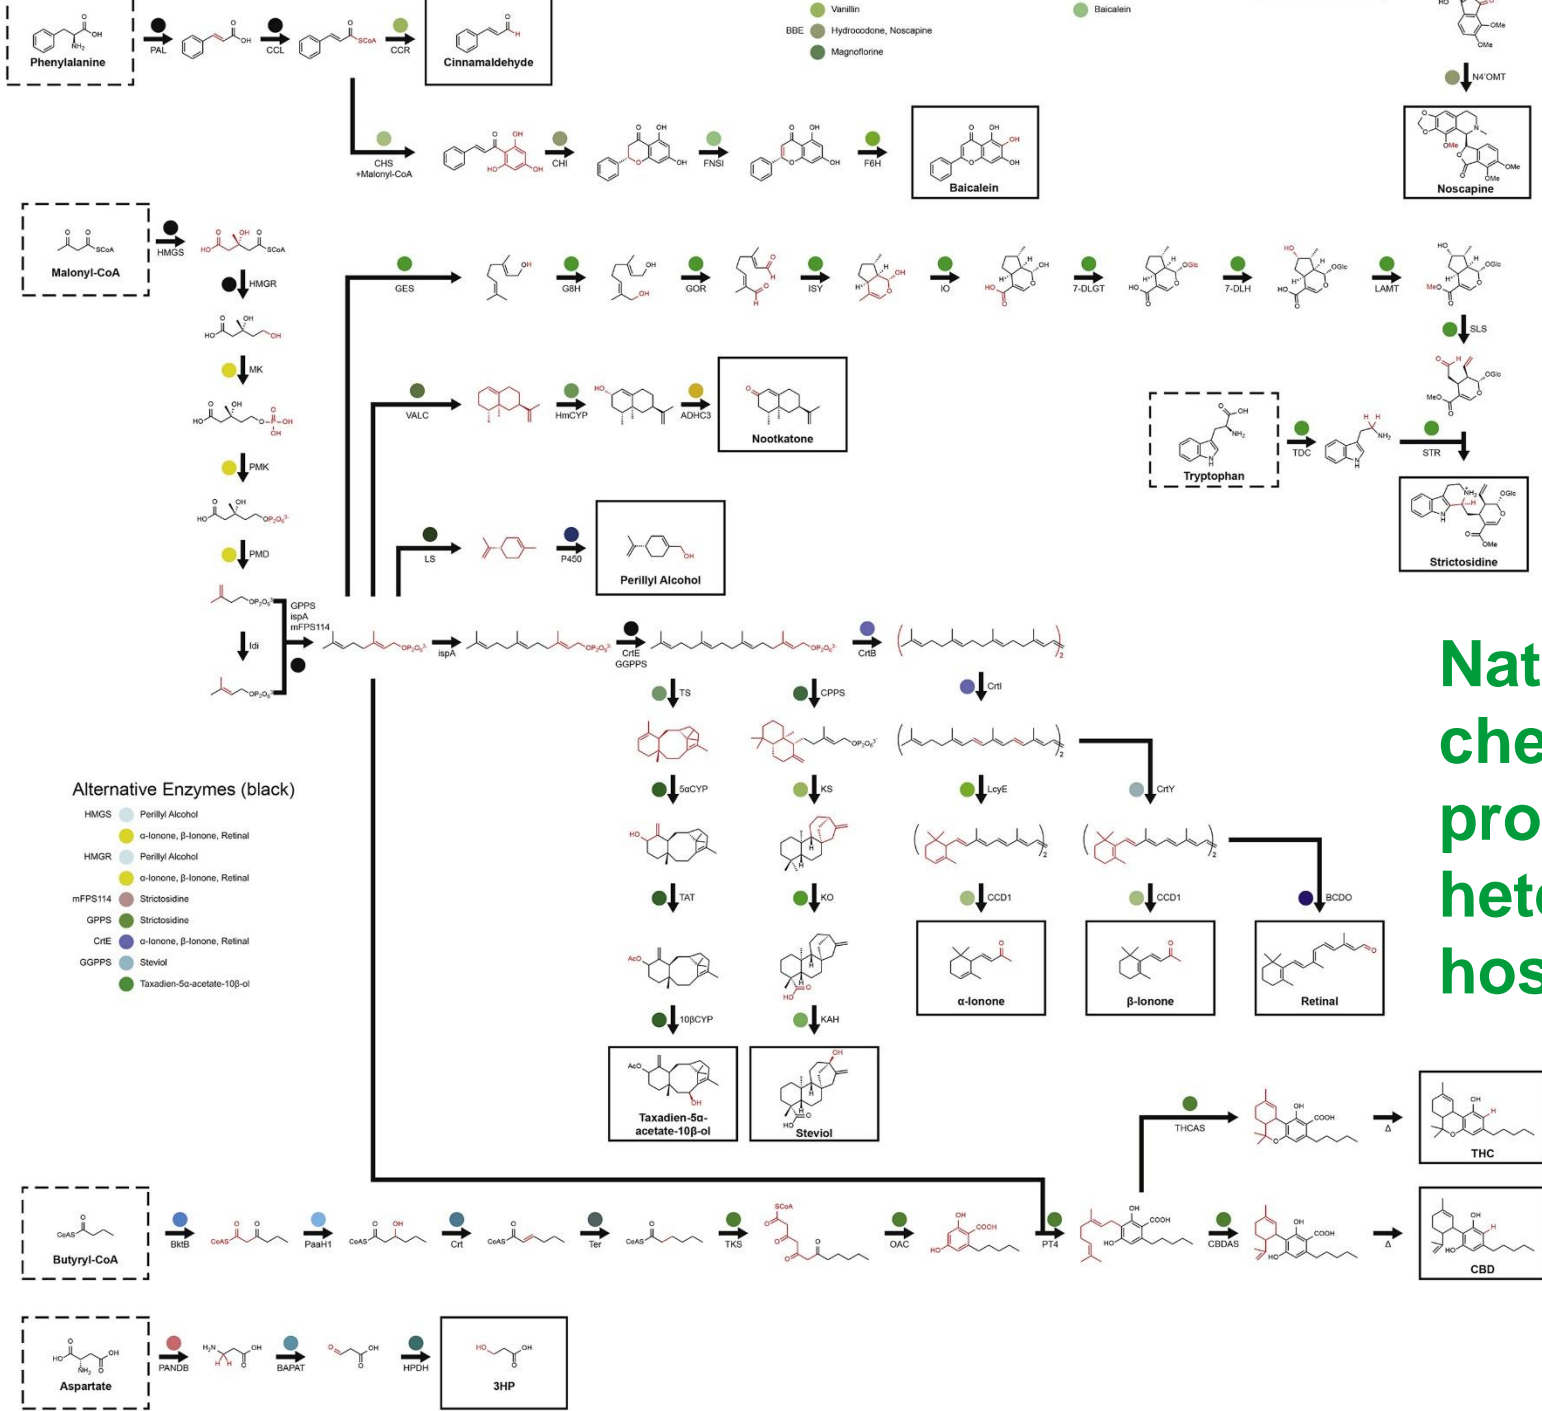 Vanillin
Baicalein
BBE Hydrocodone, Noscapine
Magnoflorine
Phenylalanine
PAL
CCL
CCR
Cinnamaldehyde
N4'OMT
CHS
+Malonyl-CoA
CHI
FNSI
F6H
Baicalein
Noscapine
Malonyl-CoA
HMGS
HMGR
GES
G8H
GOR
ISY
IO
7-DLGT
7-DLH
LAMT
SLS
MK
VALC
HmCYP
ADHC3
Nootkatone
Tryptophan
TDC
STR
Strictosidine
PMK
PMD
LS
P450
Perillyl Alcohol
GPPS
ispA
mFPS114
Idi
ispA
CrtE
GGPPS
CrtB
TS
CPPS
CrtI
Nat
che
pro
hete
hos
Alternative Enzymes (black)
HMGS Perillyl Alcohol
α-Ionone, β-Ionone, Retinal
HMGR Perillyl Alcohol
α-Ionone, β-Ionone, Retinal
mFPS114 Strictosidine
GPPS Strictosidine
CrtE α-Ionone, β-Ionone, Retinal
GGPPS Steviol
Taxadien-5α-acetate-10β-ol
5αCYP
KS
LcyE
CrtY
TAT
KO
CCD1
CCD1
BCDO
α-Ionone
β-Ionone
Retinal
10βCYP
KAH
Taxadien-5α-
acetate-10β-ol
Steviol
THCAS
Δ
THC
Butyryl-CoA
BktB
PaaH1
Crt
Ter
TKS
OAC
PT4
CBDAS
Δ
CBD
Aspartate
PANDB
BAPAT
HPDH
3HP